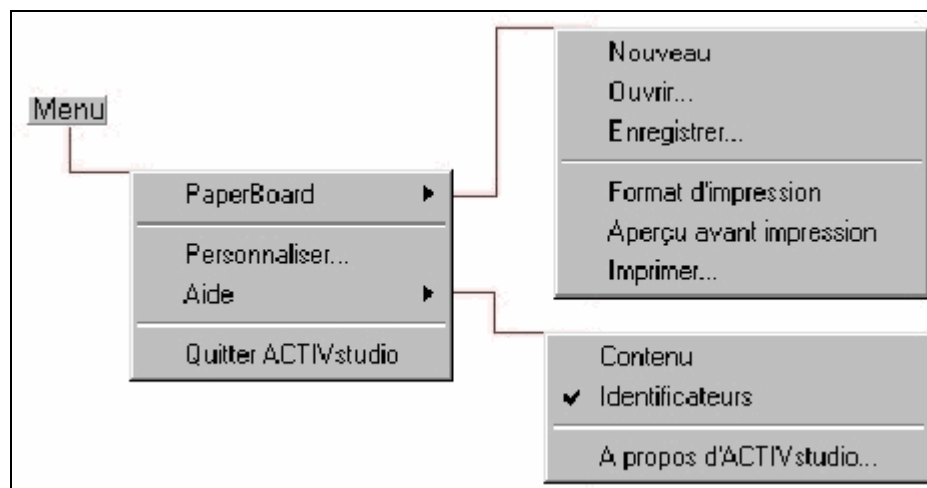 Menu
PaperBoard
Personnaliser...
Aide
Quitter ACTIVstudio
Nouveau
Ouvrir...
Enregistrer...
Format d'impression
Aperçu avant impression
Imprimer...
Contenu
Identificateurs
A propos d'ACTIVstudio...